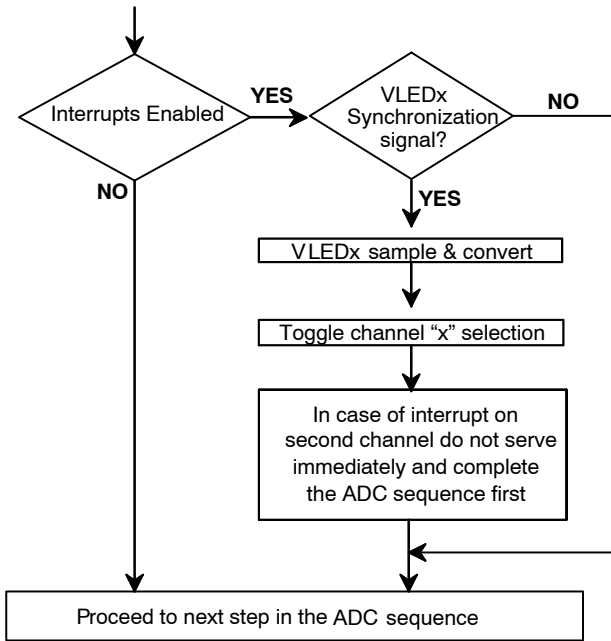 Interrupts Enabled
YES
VLEDx
Synchronization
signal?
NO
NO
YES
VLEDx sample & convert
Toggle channel “x” selection
In case of interrupt on
second channel do not serve
immediately and complete
the ADC sequence first
Proceed to next step in the ADC sequence